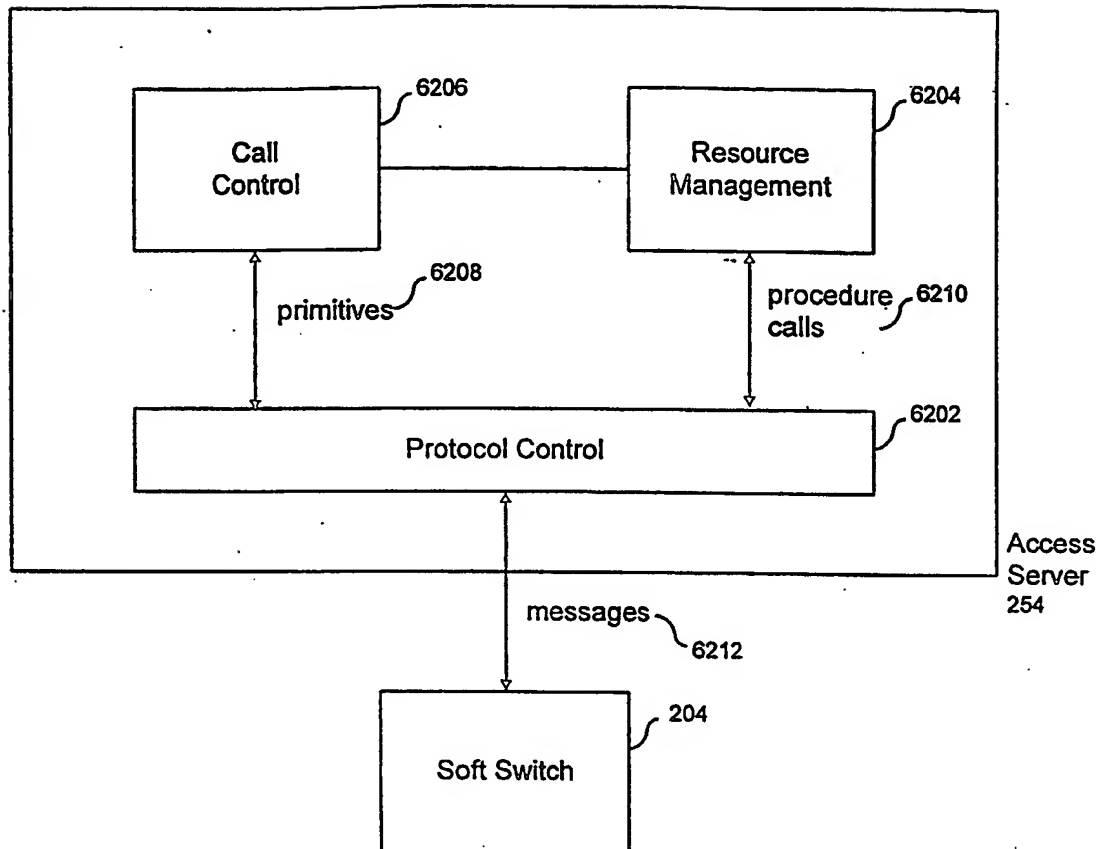 6206
6204
Call
Control
Resource
Management
primitives
6208
procedure
calls
6210
6202
Protocol Control
Access
Server
254
messages
6212
204
Soft Switch